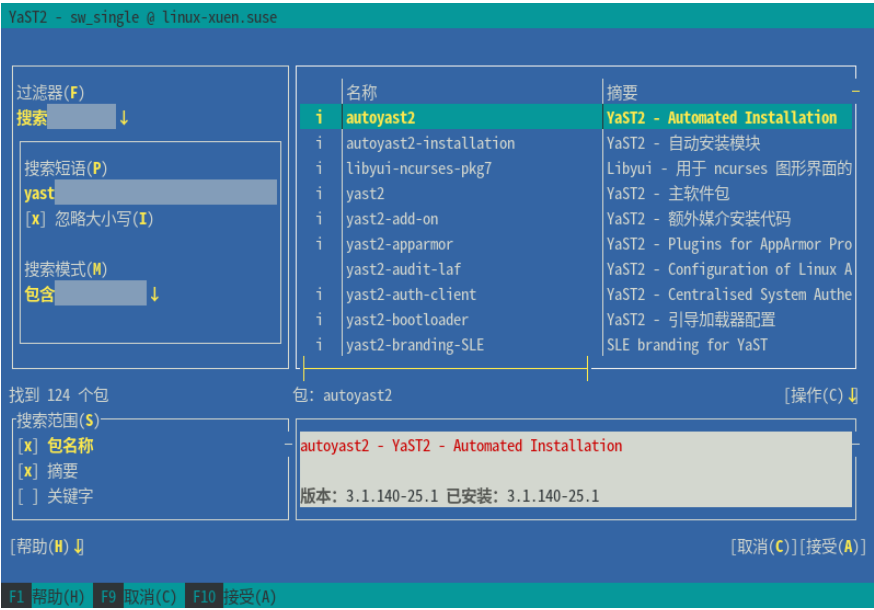 YaST2 - sw_single @ linux-xuen.suse
过滤器(F)
搜索 ↓
搜索短语(P)
yast
[x] 忽略大小写(I)
搜索模式(M)
包含 ↓
名称 摘要
i autoyast2 YaST2 - Automated Installation
i autoyast2-installation YaST2 - 自动安装模块
i libyui-ncurses-pkg7 Libyui - 用于 ncurses 图形界面的
i yast2 YaST2 - 主软件包
i yast2-add-on YaST2 - 额外媒介安装代码
i yast2-apparmor YaST2 - Plugins for AppArmor Pro
yast2-audit-laf YaST2 - Configuration of Linux A
i yast2-auth-client YaST2 - Centralised System Authe
i yast2-bootloader YaST2 - 引导加载器配置
i yast2-branding-SLE SLE branding for YaST
找到 124 个包
包: autoyast2 [操作(C)↓]
搜索范围(S)
[x] 包名称
[x] 摘要
[ ] 关键字
autoyast2 - YaST2 - Automated Installation
版本: 3.1.140-25.1 已安装: 3.1.140-25.1
[帮助(H)↓] [取消(C)][接受(A)]
F1 帮助(H) F9 取消(C) F10 接受(A)